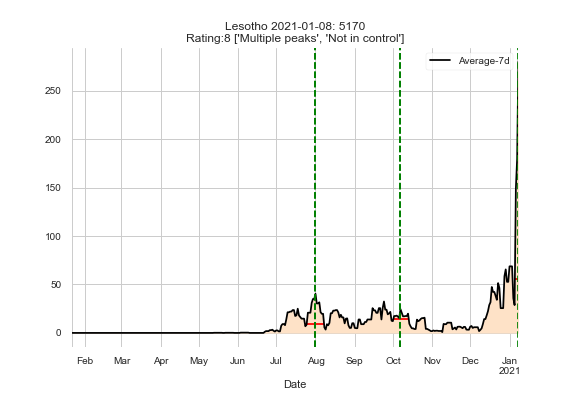 Lesotho 2021-01-08: 5170
Rating:8 ['Multiple peaks', 'Not in control']
Average-7d
250
200
150
100
50
0
Feb Mar Apr May Jun Jul Aug Sep Oct Nov Dec Jan
2021
Date